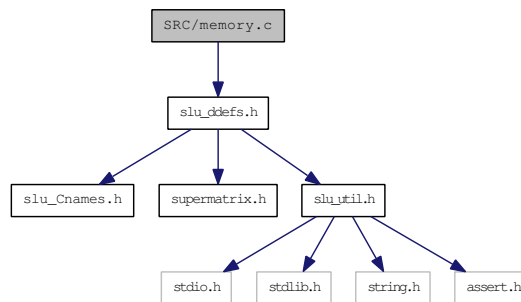 SRC/memory.c
slu_ddefs.h
slu_Cnames.h supermatrix.h slu_util.h
stdio.h stdlib.h string.h assert.h